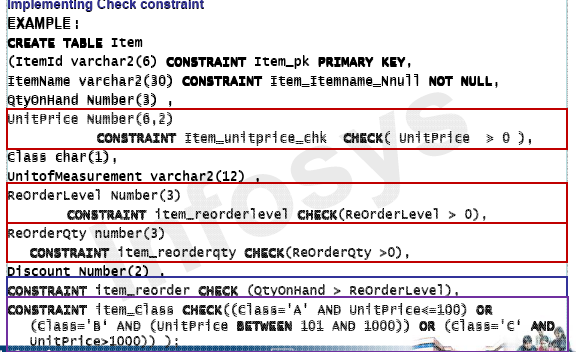 Implementing Check constraint
EXAMPLE :
CREATE TABLE Item
(ItemId varchar2(6) CONSTRAINT Item_pk PRIMARY KEY,
ItemName varchar2(30) CONSTRAINT Item_Itemname_Nnull NOT NULL,
QtyOnHand Number(3) ,
UnitPrice Number(6,2)
CONSTRAINT Item_unitprice_chk CHECK( UnitPrice > 0 ),
Class char(1),
UnitofMeasurement varchar2(12) ,
ReOrderLevel Number(3)
CONSTRAINT item_reorderlevel CHECK(ReOrderLevel > 0),
ReOrderQty number(3)
CONSTRAINT item_reorderqty CHECK(ReOrderQty >0),
Discount Number(2) ,
CONSTRAINT item_reorder CHECK (QtyOnHand > ReOrderLevel),
CONSTRAINT item_Class CHECK((Class='A' AND UnitPrice<=100) OR
(Class='B' AND (UnitPrice BETWEEN 101 AND 1000)) OR (Class='C' AND
UnitPrice>1000)) );
Infosys